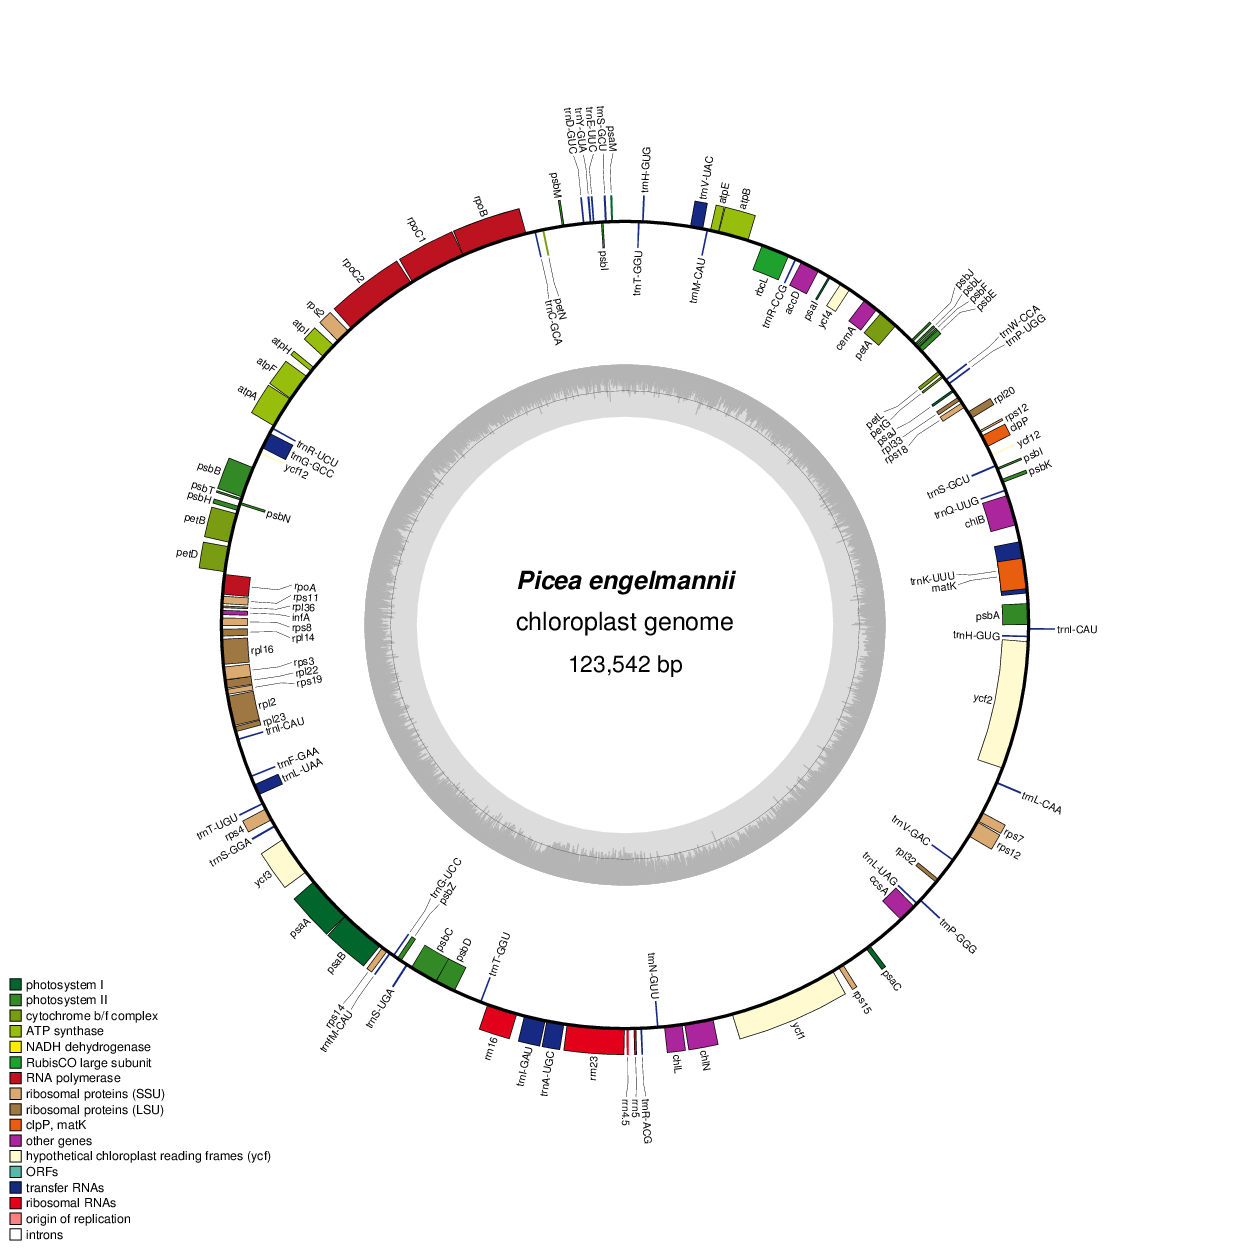 Picea engelmannii
chloroplast genome
123,542 bp
trnD-GUC
trnY-GUA
trnE-UUC
trnS-GCU
psaM
trnH-GUG
trnV-UAC
atpE
atpB
psbM
rpoB
rpoC1
rpoC2
rps2
atpI
atpH
atpF
atpA
psbI
trnT-GGU
trnM-CAU
petN
trnC-GCA
rbcL
trnR-CCG
accD
psaI
ycf4
cemA
petA
psbJ
psbL
psbF
psbE
trnW-CCA
trnP-UGG
petL
petG
psaJ
rpl33
rps18
rpl20
rps12
clpP
ycf12
psbI
psbK
trnS-GCU
trnQ-UUG
chlB
trnK-UUU
matK
psbA
trnI-CAU
trnH-GUG
ycf2
trnL-CAA
rps7
rps12
trnV-GAC
rpl32
trnL-UAG
ccsA
trnP-GGG
psaC
rps15
ycf1
chlN
chlL
trnN-GUU
trnR-ACG
rrn5
rrn4.5
rrn23
trnA-UGC
trnI-GAU
rrn16
trnT-GGU
psbD
psbC
psbZ
trnG-UCC
trnS-UGA
trnfM-CAU
rps14
psaB
psaA
ycf3
trnS-GGA
rps4
trnT-UGU
trnL-UAA
trnF-GAA
trnI-CAU
rpl23
rpl2
rps19
rpl22
rps3
rpl16
rpl14
rps8
infA
rpl36
rps11
rpoA
petD
petB
psbH
psbT
psbB
psbN
ycf12
trnG-GCC
trnR-UCU
photosystem I
photosystem II
cytochrome b/f complex
ATP synthase
NADH dehydrogenase
RubisCO large subunit
RNA polymerase
ribosomal proteins (SSU)
ribosomal proteins (LSU)
clpP, matK
other genes
hypothetical chloroplast reading frames (ycf)
ORFs
transfer RNAs
ribosomal RNAs
origin of replication
introns